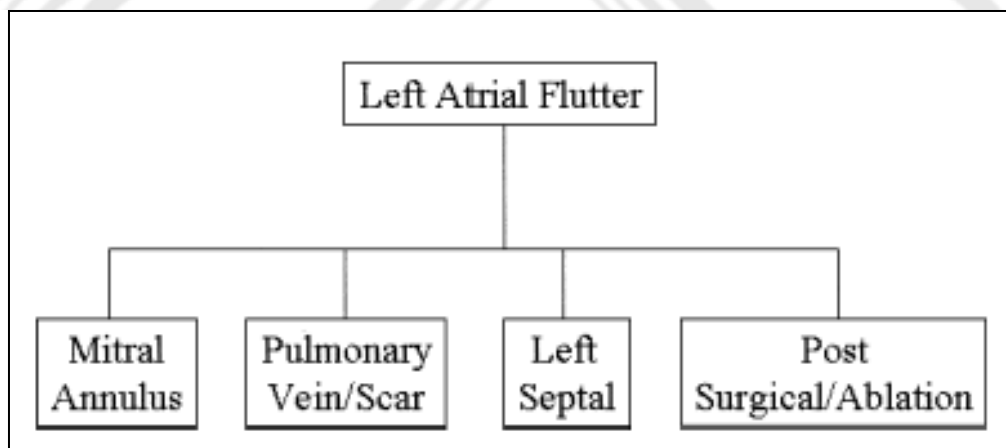 Left Atrial Flutter
Mitral
Annulus
Pulmonary
Vein/Scar
Left
Septal
Post
Surgical/Ablation